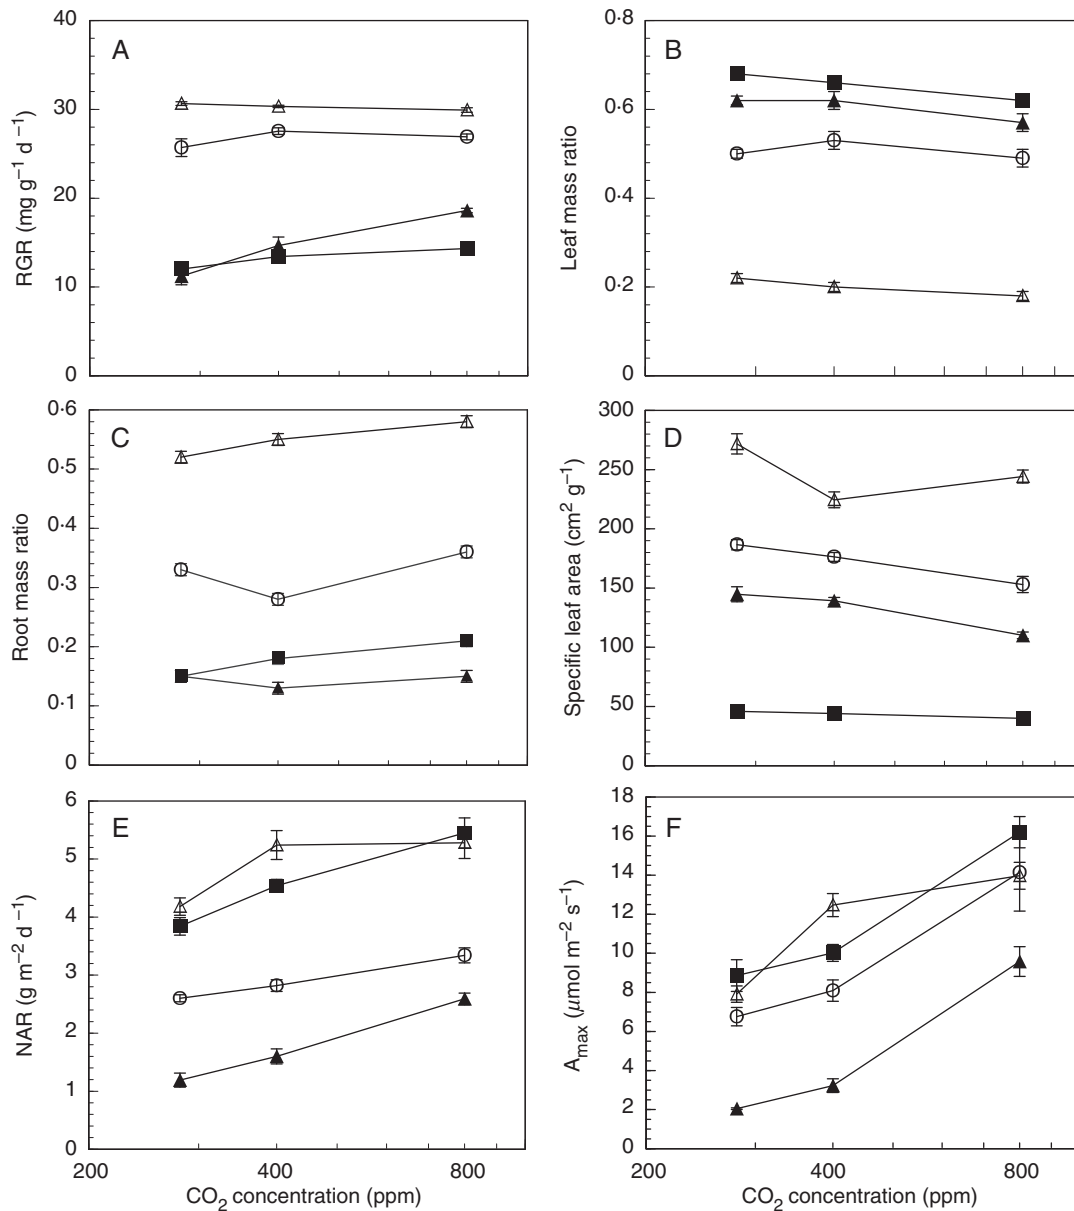 A
RGR (mg g⁻¹ d⁻¹)
40
30
20
10
0
B
Leaf mass ratio
0·8
0·6
0·4
0·2
0
C
Root mass ratio
0·6
0·5
0·4
0·3
0·2
0·1
0
D
Specific leaf area (cm² g⁻¹)
300
250
200
150
100
50
0
E
NAR (g m⁻² d⁻¹)
6
5
4
3
2
1
0
200 400 800
CO₂ concentration (ppm)
F
Amax (μmol m⁻² s⁻¹)
18
16
14
12
10
8
6
4
2
0
200 400 800
CO₂ concentration (ppm)